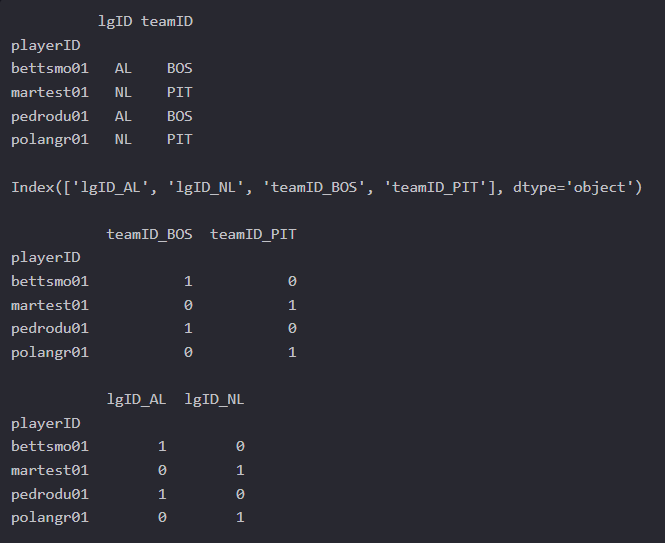 lgID teamID
playerID
bettsmo01   AL    BOS
martest01   NL    PIT
pedrodu01   AL    BOS
polangr01   NL    PIT

Index(['lgID_AL', 'lgID_NL', 'teamID_BOS', 'teamID_PIT'], dtype='object')

           teamID_BOS  teamID_PIT
playerID
bettsmo01           1           0
martest01           0           1
pedrodu01           1           0
polangr01           0           1

           lgID_AL  lgID_NL
playerID
bettsmo01        1        0
martest01        0        1
pedrodu01        1        0
polangr01        0        1